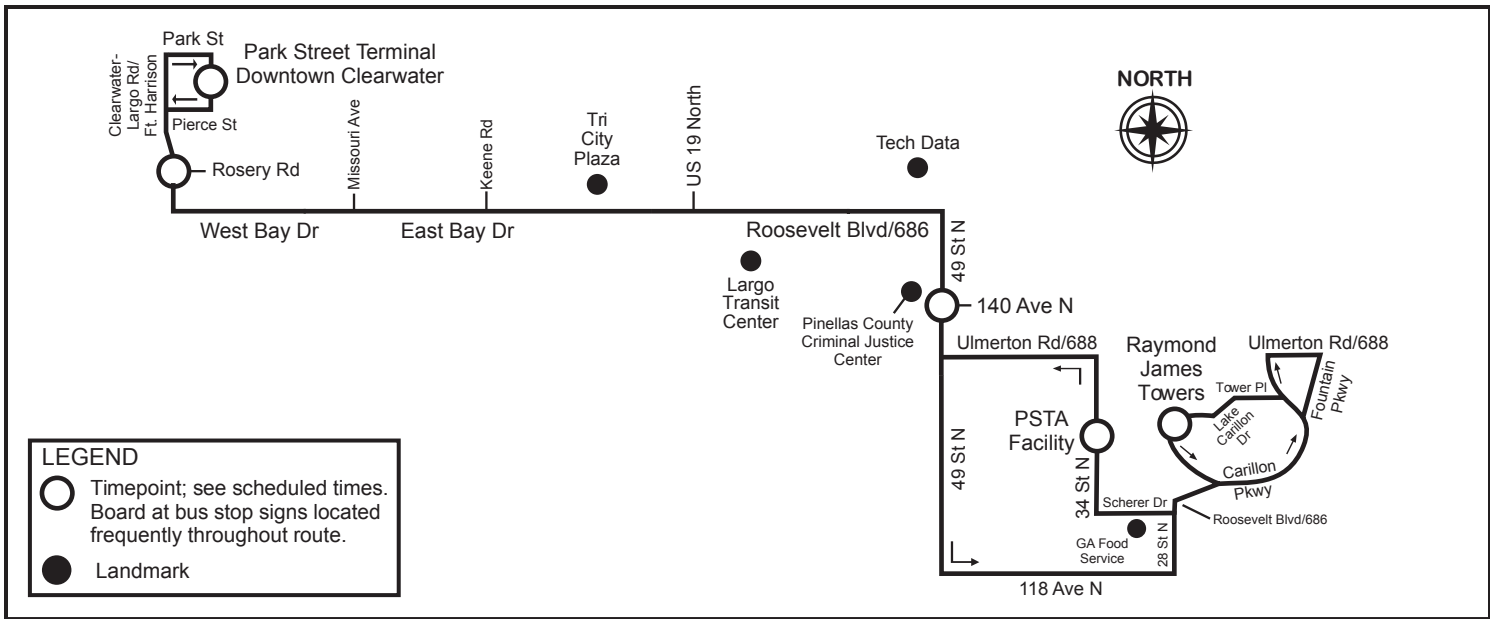 Park St
Clearwater-
Largo Rd/
Ft. Harrison
Park Street Terminal
Downtown Clearwater
Pierce St
Rosery Rd
Missouri Ave
Keene Rd
Tri
City
Plaza
US 19 North
Tech Data
NORTH
West Bay Dr
East Bay Dr
Roosevelt Blvd/686
49 St N
Largo
Transit
Center
Pinellas County
Criminal Justice
Center
140 Ave N
Ulmerton Rd/688
Raymond
James
Towers
Ulmerton Rd/688
Fountain
Pkwy
Tower Pl
Lake
Carillon
Dr
PSTA
Facility
49 St N
34 St N
Carillon
Pkwy
Scherer Dr
Roosevelt Blvd/686
GA Food
Service
28 St N
118 Ave N
LEGEND
Timepoint; see scheduled times.
Board at bus stop signs located
frequently throughout route.
Landmark